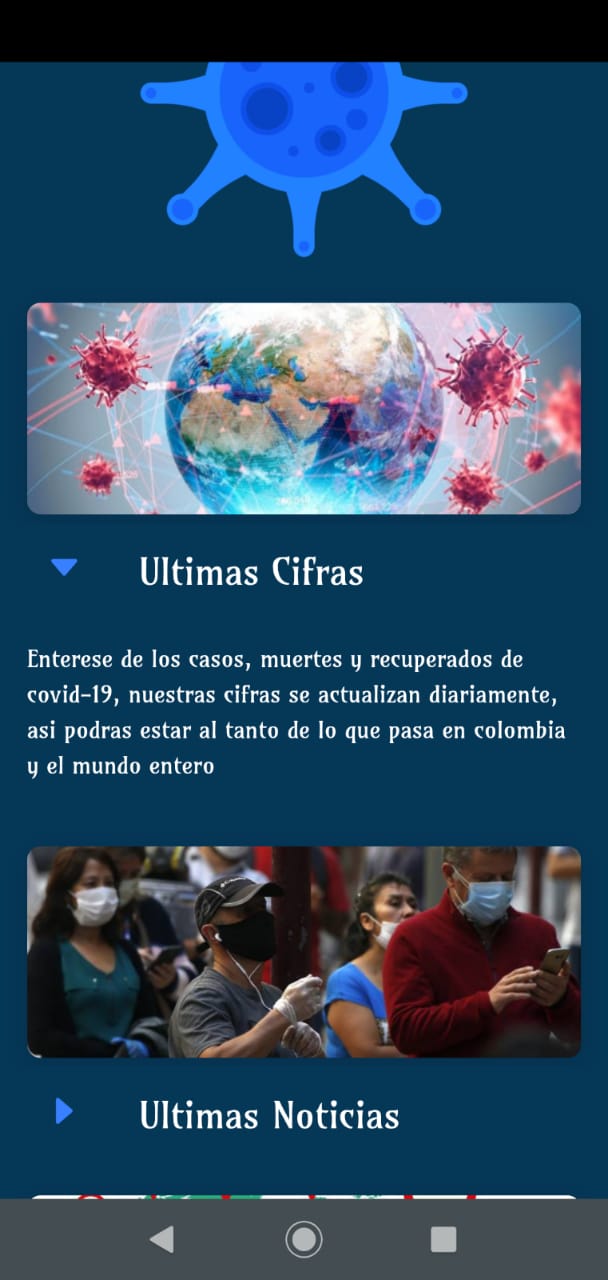 Ultimas Cifras
Enterese de los casos, muertes y recuperados de
covid-19, nuestras cifras se actualizan diariamente,
asi podras estar al tanto de lo que pasa en colombia
y el mundo entero
Ultimas Noticias